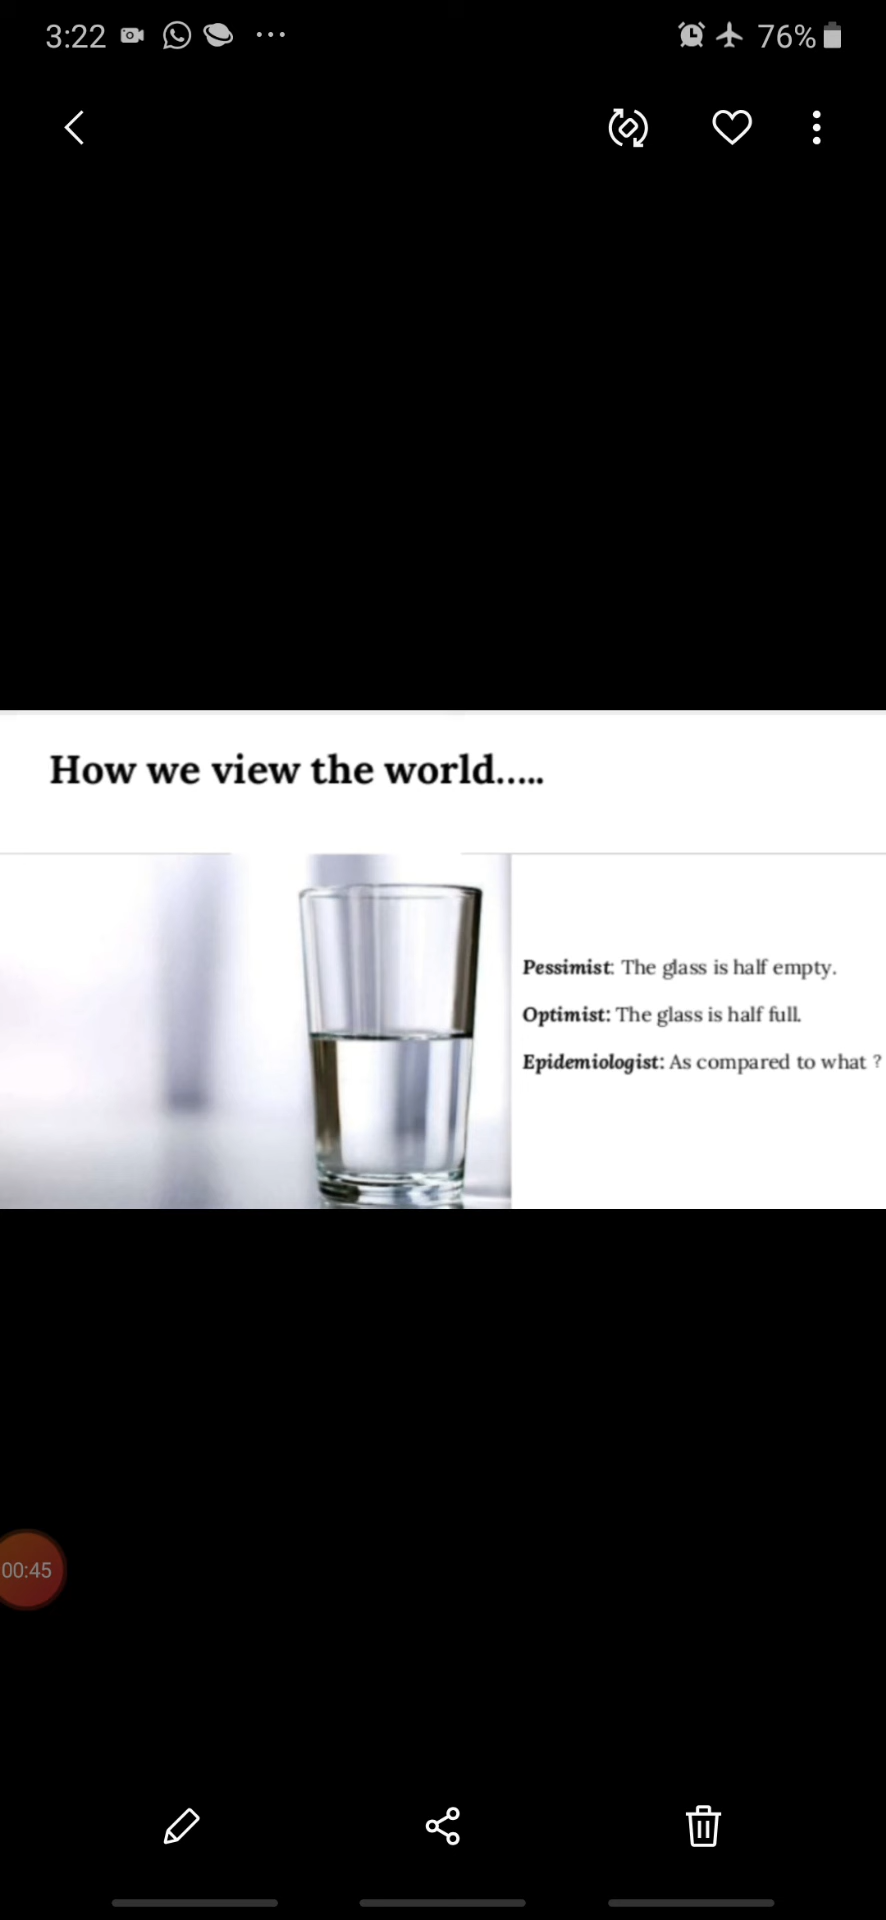 3:22
76%
How we view the world.....
Pessimist: The glass is half empty.
Optimist: The glass is half full.
Epidemiologist: As compared to what ?
00:45